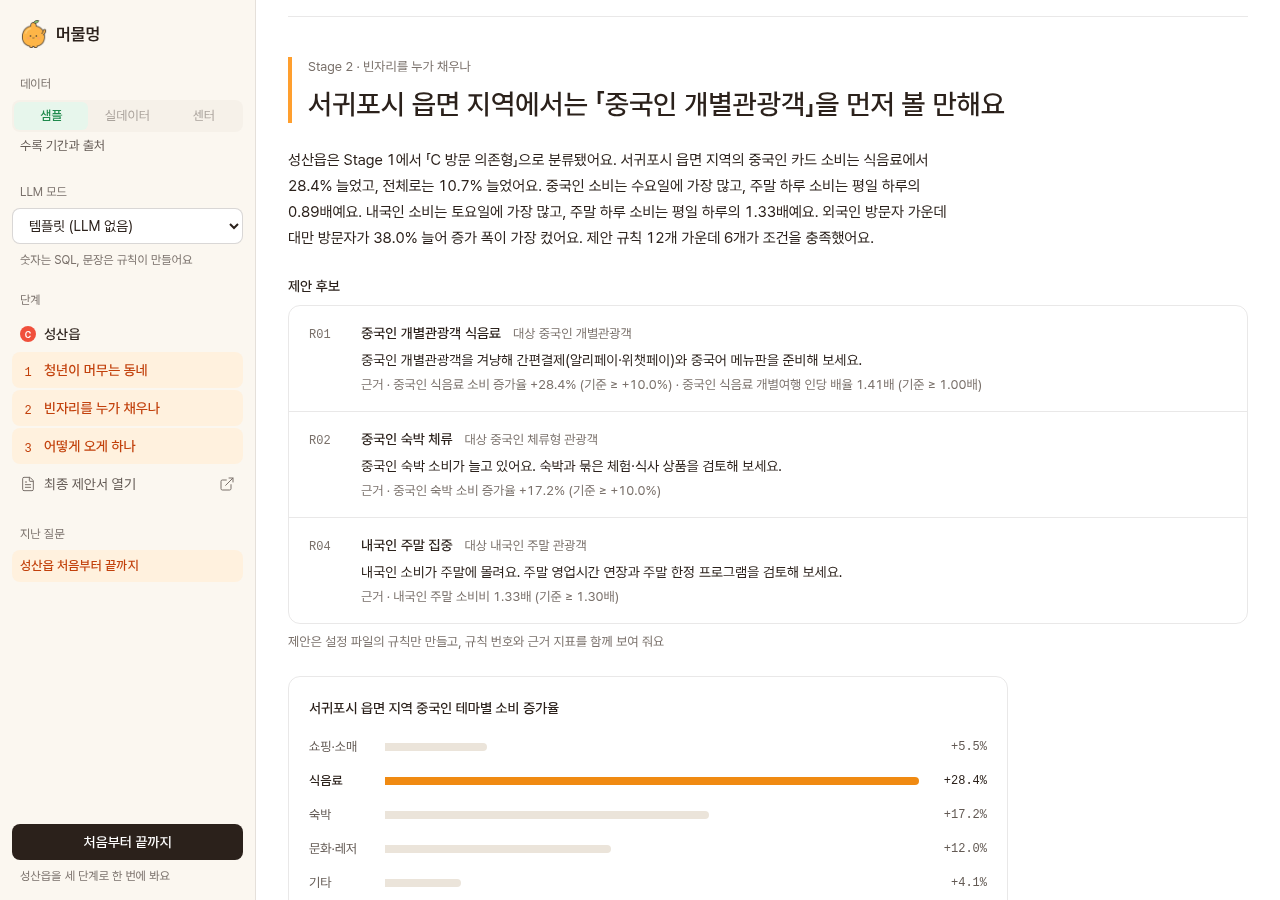 머물멍
데이터
샘플 실데이터 센터
수록 기간과 출처
LLM 모드
템플릿 (LLM 없음)
숫자는 SQL, 문장은 규칙이 만들어요
단계
C 성산읍
1 청년이 머무는 동네
2 빈자리를 누가 채우나
3 어떻게 오게 하나
최종 제안서 열기
지난 질문
성산읍 처음부터 끝까지
처음부터 끝까지
성산읍을 세 단계로 한 번에 봐요
Stage 2 · 빈자리를 누가 채우나
서귀포시 읍면 지역에서는 「중국인 개별관광객」을 먼저 볼 만해요
성산읍은 Stage 1에서 「C 방문 의존형」으로 분류됐어요. 서귀포시 읍면 지역의 중국인 카드 소비는 식음료에서
28.4% 늘었고, 전체로는 10.7% 늘었어요. 중국인 소비는 수요일에 가장 많고, 주말 하루 소비는 평일 하루의
0.89배예요. 내국인 소비는 토요일에 가장 많고, 주말 하루 소비는 평일 하루의 1.33배예요. 외국인 방문자 가운데
대만 방문자가 38.0% 늘어 증가 폭이 가장 컸어요. 제안 규칙 12개 가운데 6개가 조건을 충족했어요.
제안 후보
R01 중국인 개별관광객 식음료 대상 중국인 개별관광객
중국인 개별관광객을 겨냥해 간편결제(알리페이·위챗페이)와 중국어 메뉴판을 준비해 보세요.
근거 · 중국인 식음료 소비 증가율 +28.4% (기준 ≥ +10.0%) · 중국인 식음료 개별여행 인당 배율 1.41배 (기준 ≥ 1.00배)
R02 중국인 숙박 체류 대상 중국인 체류형 관광객
중국인 숙박 소비가 늘고 있어요. 숙박과 묶은 체험·식사 상품을 검토해 보세요.
근거 · 중국인 숙박 소비 증가율 +17.2% (기준 ≥ +10.0%)
R04 내국인 주말 집중 대상 내국인 주말 관광객
내국인 소비가 주말에 몰려요. 주말 영업시간 연장과 주말 한정 프로그램을 검토해 보세요.
근거 · 내국인 주말 소비비 1.33배 (기준 ≥ 1.30배)
제안은 설정 파일의 규칙만 만들고, 규칙 번호와 근거 지표를 함께 보여 줘요
서귀포시 읍면 지역 중국인 테마별 소비 증가율
쇼핑·소매 +5.5%
식음료 +28.4%
숙박 +17.2%
문화·레저 +12.0%
기타 +4.1%